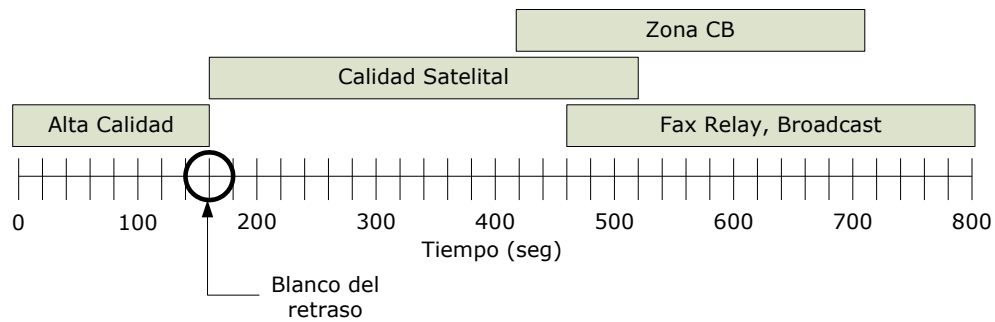 Zona CB
Calidad Satelital
Alta Calidad
Fax Relay, Broadcast
0 100 200 300 400 500 600 700 800
Tiempo (seg)
Blanco del
retraso